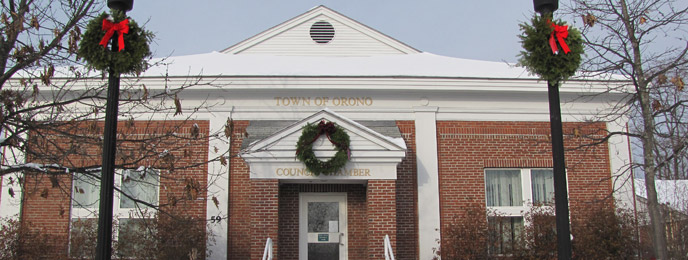 TOWN OF ORONO
COUNCIL CHAMBER
59